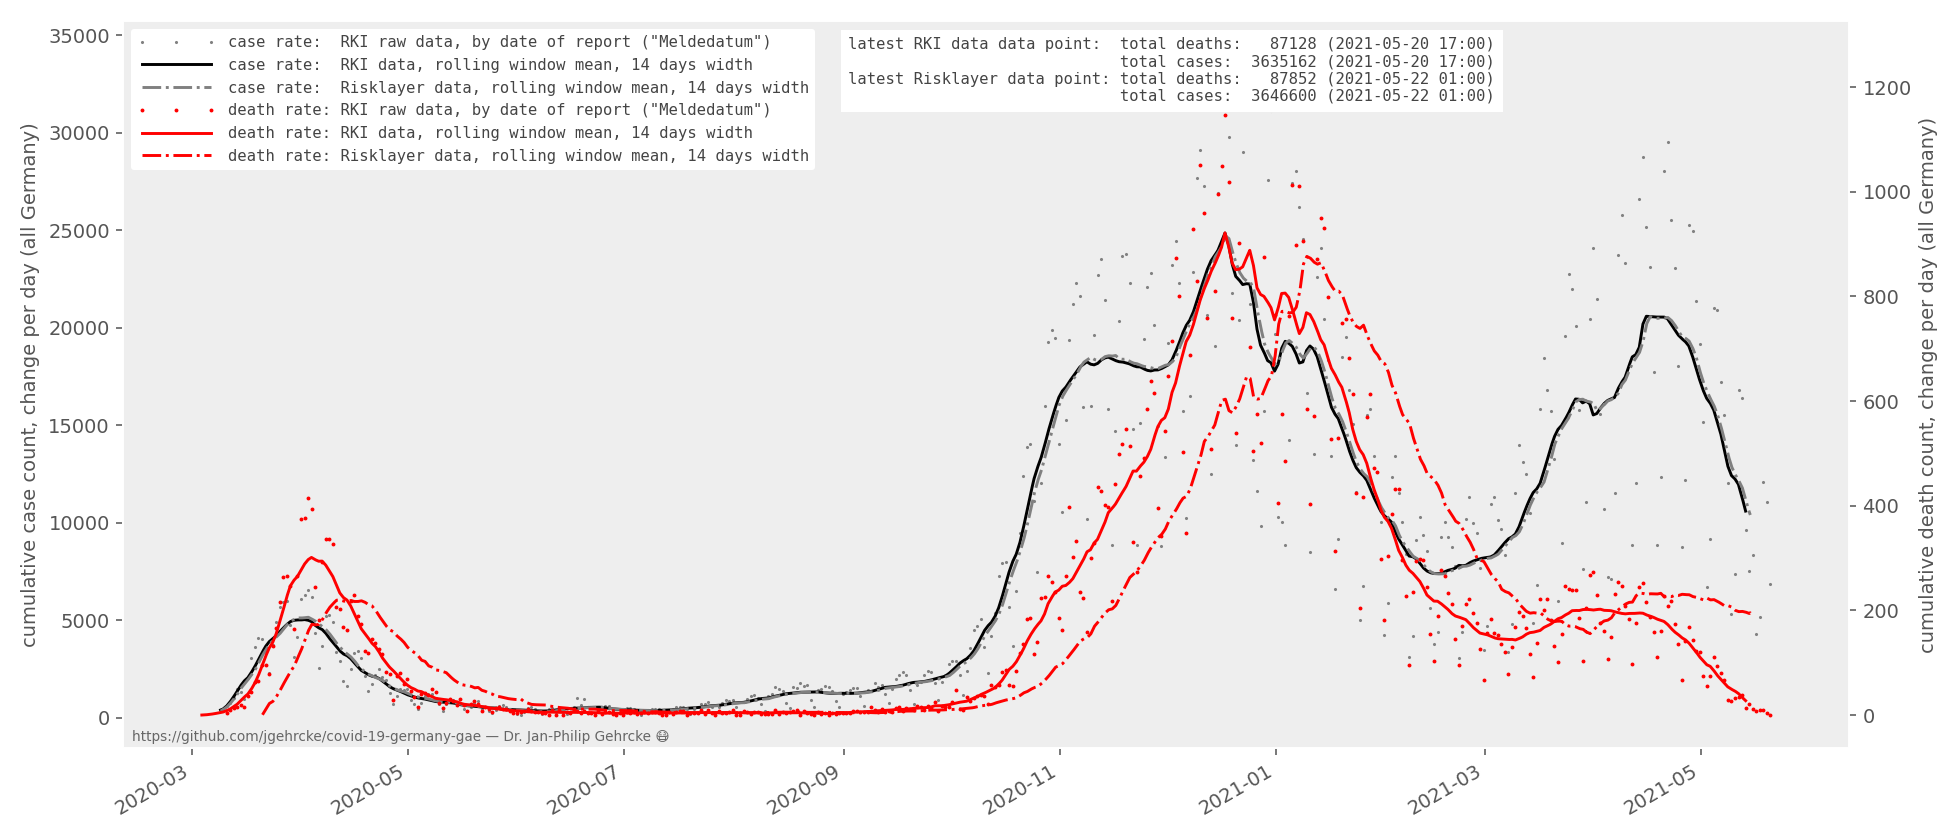 case rate:  RKI raw data, by date of report ("Meldedatum")
case rate:  RKI data, rolling window mean, 14 days width
case rate:  Risklayer data, rolling window mean, 14 days width
death rate: RKI raw data, by date of report ("Meldedatum")
death rate: RKI data, rolling window mean, 14 days width
death rate: Risklayer data, rolling window mean, 14 days width
latest RKI data data point:  total deaths:   87128 (2021-05-20 17:00)
total cases:  3635162 (2021-05-20 17:00)
latest Risklayer data point: total deaths:   87852 (2021-05-22 01:00)
total cases:  3646600 (2021-05-22 01:00)
cumulative case count, change per day (all Germany)
35000
30000
25000
20000
15000
10000
5000
0
1200
1000
800
600
400
200
0
cumulative death count, change per day (all Germany)
https://github.com/jgehrcke/covid-19-germany-gae — Dr. Jan-Philip Gehrcke 😷
2020-03
2020-05
2020-07
2020-09
2020-11
2021-01
2021-03
2021-05